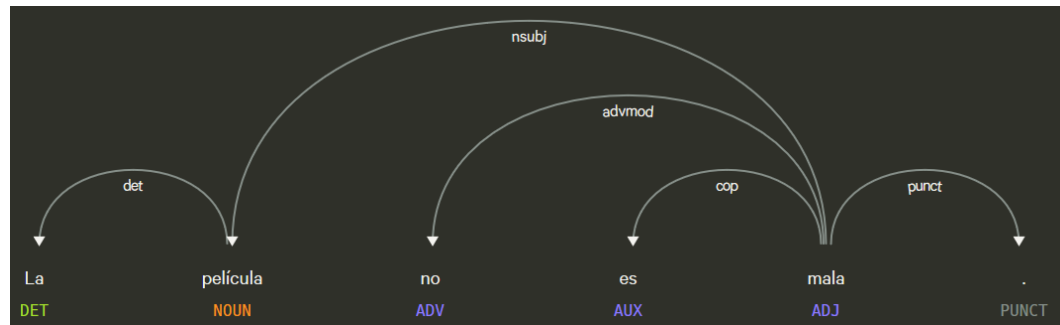 nsubj
advmod
det cop punct
La película no es mala .
DET NOUN ADV AUX ADJ PUNCT